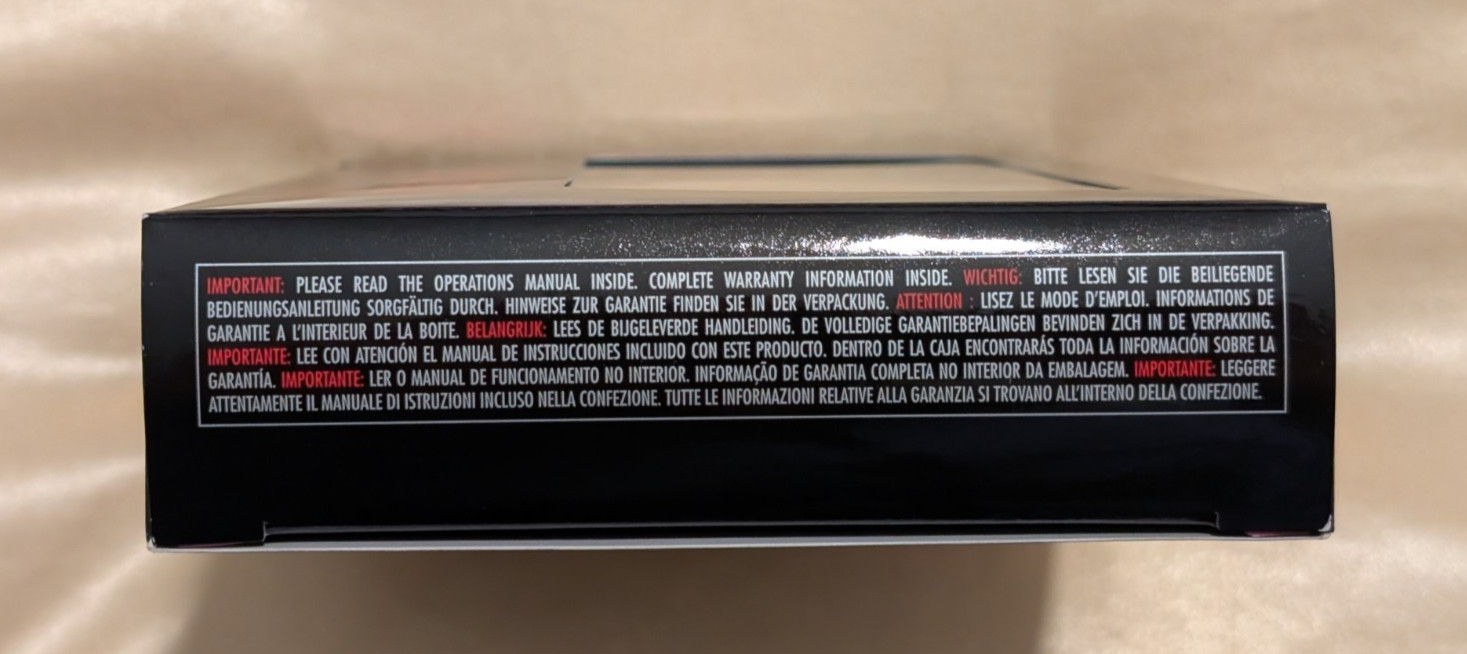 IMPORTANT: PLEASE READ THE OPERATIONS MANUAL INSIDE. COMPLETE WARRANTY INFORMATION INSIDE. WICHTIG: BITTE LESEN SIE DIE BEILIEGENDE
BEDIENUNGSANLEITUNG SORGFÄLTIG DURCH. HINWEISE ZUR GARANTIE FINDEN SIE IN DER VERPACKUNG. ATTENTION : LISEZ LE MODE D'EMPLOI. INFORMATIONS DE
GARANTIE A L'INTERIEUR DE LA BOITE. BELANGRIJK: LEES DE BIJGELEVERDE HANDLEIDING. DE VOLLEDIGE GARANTIEBEPALINGEN BEVINDEN ZICH IN DE VERPAKKING.
IMPORTANTE: LEE CON ATENCIÓN EL MANUAL DE INSTRUCCIONES INCLUIDO CON ESTE PRODUCTO. DENTRO DE LA CAJA ENCONTRARÁS TODA LA INFORMACIÓN SOBRE LA
GARANTÍA. IMPORTANTE: LER O MANUAL DE FUNCIONAMENTO NO INTERIOR. INFORMAÇÃO DE GARANTIA COMPLETA NO INTERIOR DA EMBALAGEM. IMPORTANTE: LEGGERE
ATTENTAMENTE IL MANUALE DI ISTRUZIONI INCLUSO NELLA CONFEZIONE. TUTTE LE INFORMAZIONI RELATIVE ALLA GARANZIA SI TROVANO ALL'INTERNO DELLA CONFEZIONE.